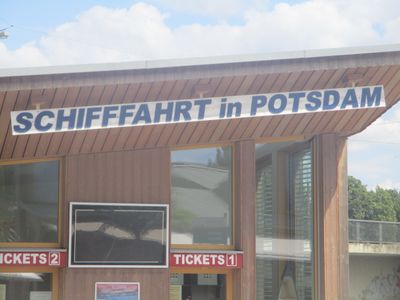 SCHIFFFAHRT in POTSDAM
TICKETS 2
TICKETS 1